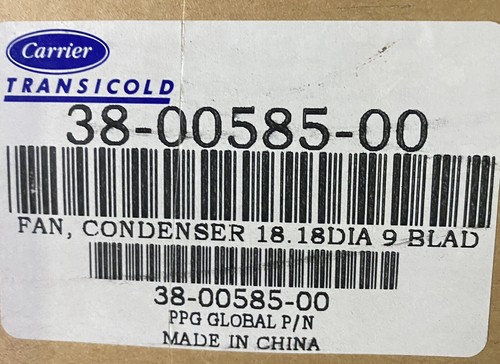 Carrier
TRANSICOLD
38-00585-00
FAN, CONDENSER 18.18DIA 9 BLAD
38-00585-00
PPG GLOBAL P/N
MADE IN CHINA